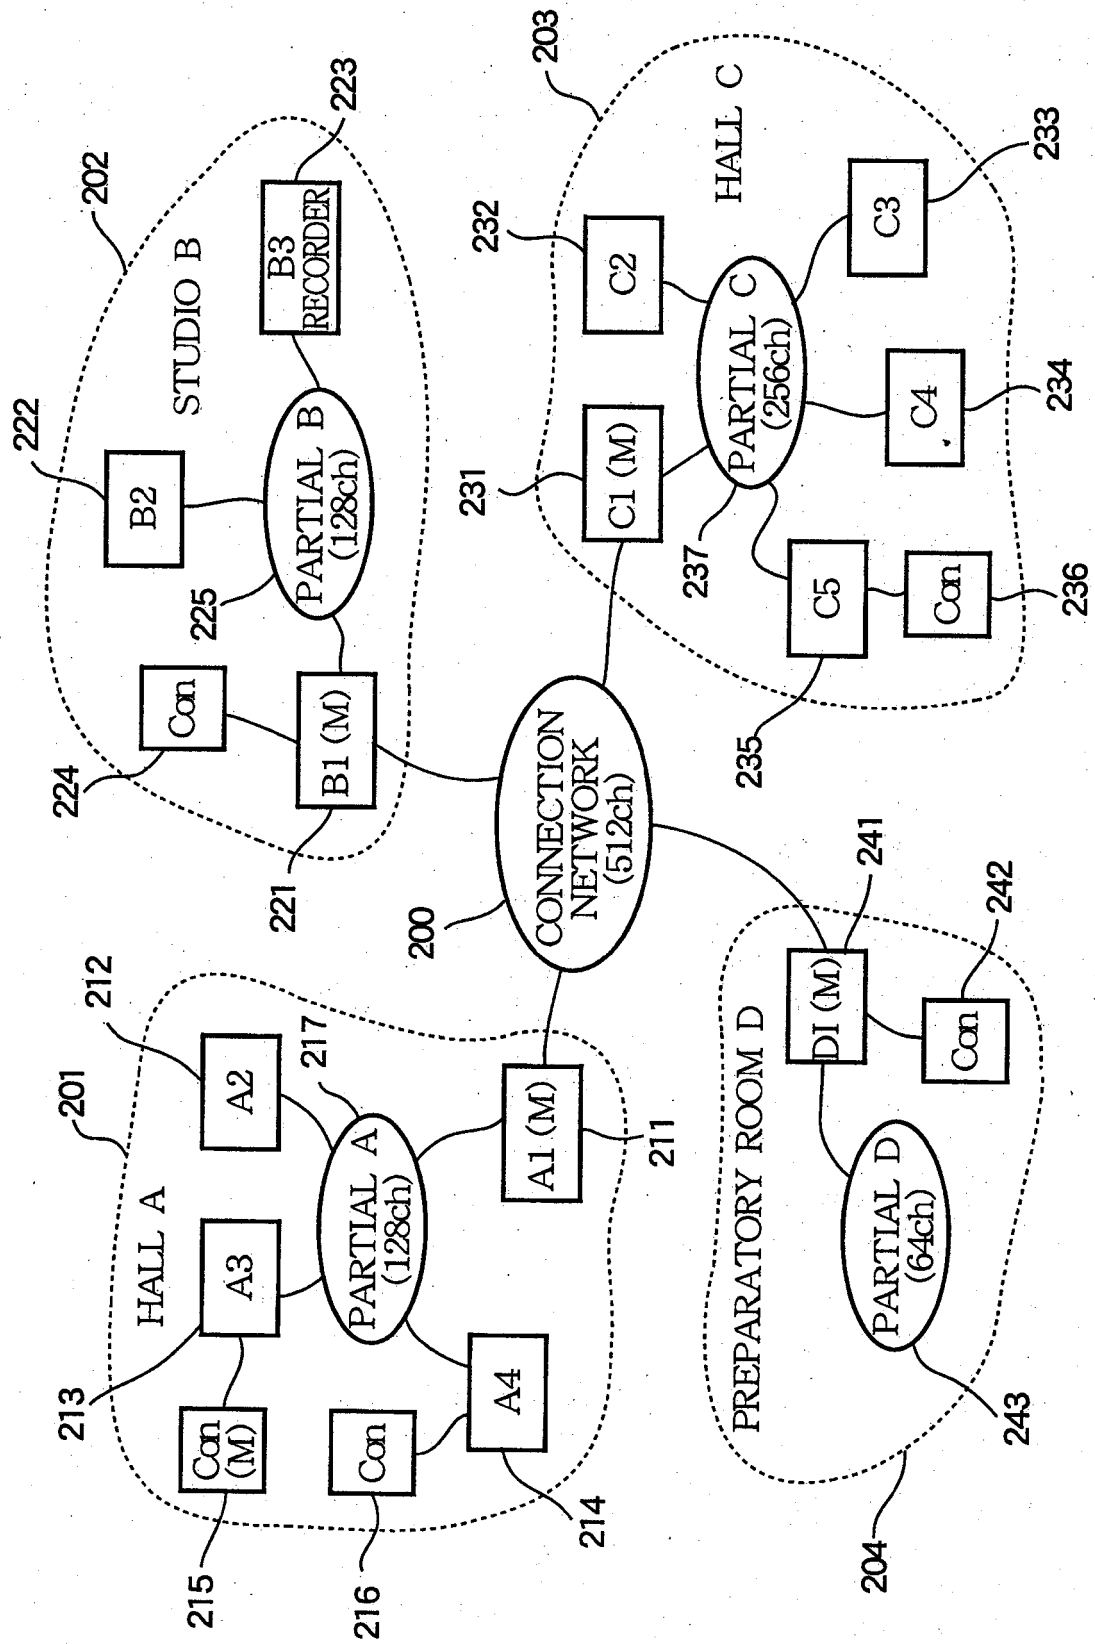 201
HALL A
212
A2
213
A3
217
PARTIAL A
(128ch)
215
Con
(M)
216
Con
A4
214
A1 (M)
211
202
STUDIO B
222
B2
223
B3
RECORDER
225
PARTIAL B
(128ch)
224
Con
B1 (M)
221
200
CONNECTION
NETWORK
(512ch)
204
PREPARATORY ROOM D
DI (M)
241
Con
242
PARTIAL D
(64ch)
243
203
HALL C
231
C1 (M)
232
C2
237
PARTIAL C
(256ch)
C3
233
C4
234
C5
235
Con
236